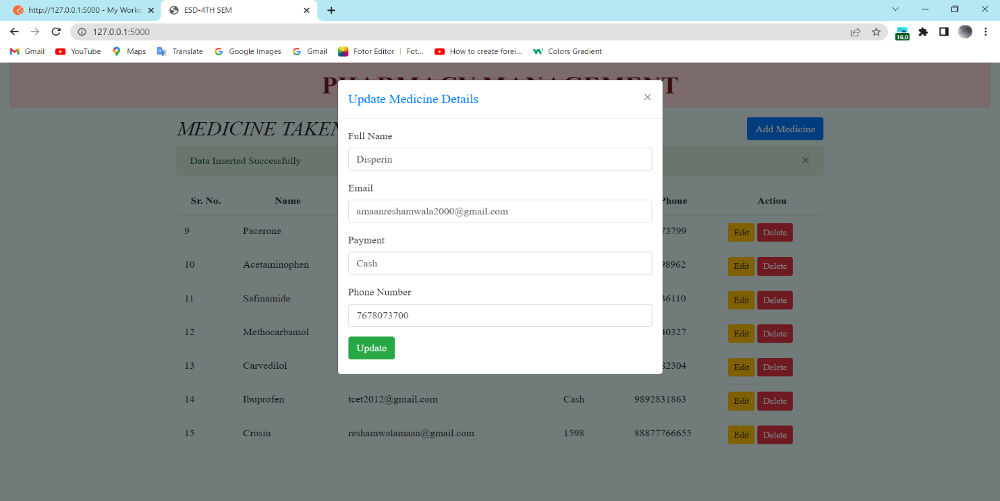 http://127.0.0.1:5000 - My Works
ESD-4TH SEM
127.0.0.1:5000
16.0
Gmail YouTube Maps Translate Google Images Gmail Fotor Editor | Fot... How to create forei... Colors Gradient
PHARMACY MANAGEMENT
Update Medicine Details ×
MEDICINE TAKEN
Add Medicine
Full Name
Disperin
Data Inserted Successfully ×
Email
amaanreshamwala2000@gmail.com
Sr. No. Name Phone Action
9 Pacerone 73799 Edit Delete
Payment
Cash
10 Acetaminophen 98962 Edit Delete
Phone Number
11 Safinamide 36110 Edit Delete
7678073700
12 Methocarbamol 40327 Edit Delete
Update
13 Carvedilol 32304 Edit Delete
14 Ibuprofen tcet2012@gmail.com Cash 9892831863 Edit Delete
15 Crosin reshamwalamaan@gmail.com 1598 88877766655 Edit Delete